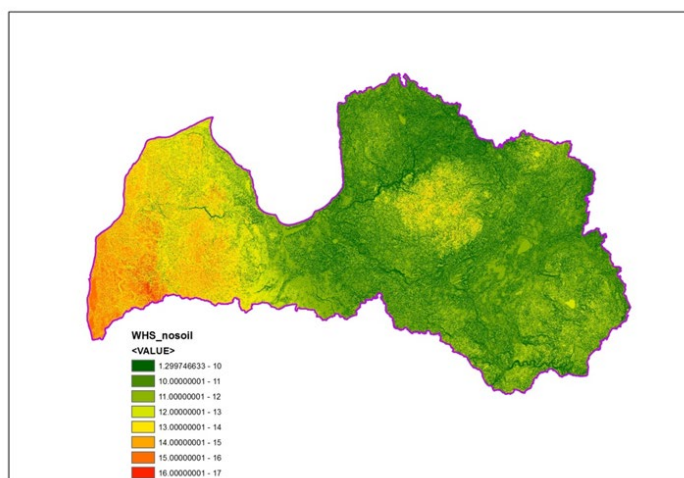 WHS_nosoil
<VALUE>
1.299746633 - 10
10.00000001 - 11
11.00000001 - 12
12.00000001 - 13
13.00000001 - 14
14.00000001 - 15
15.00000001 - 16
16.00000001 - 17